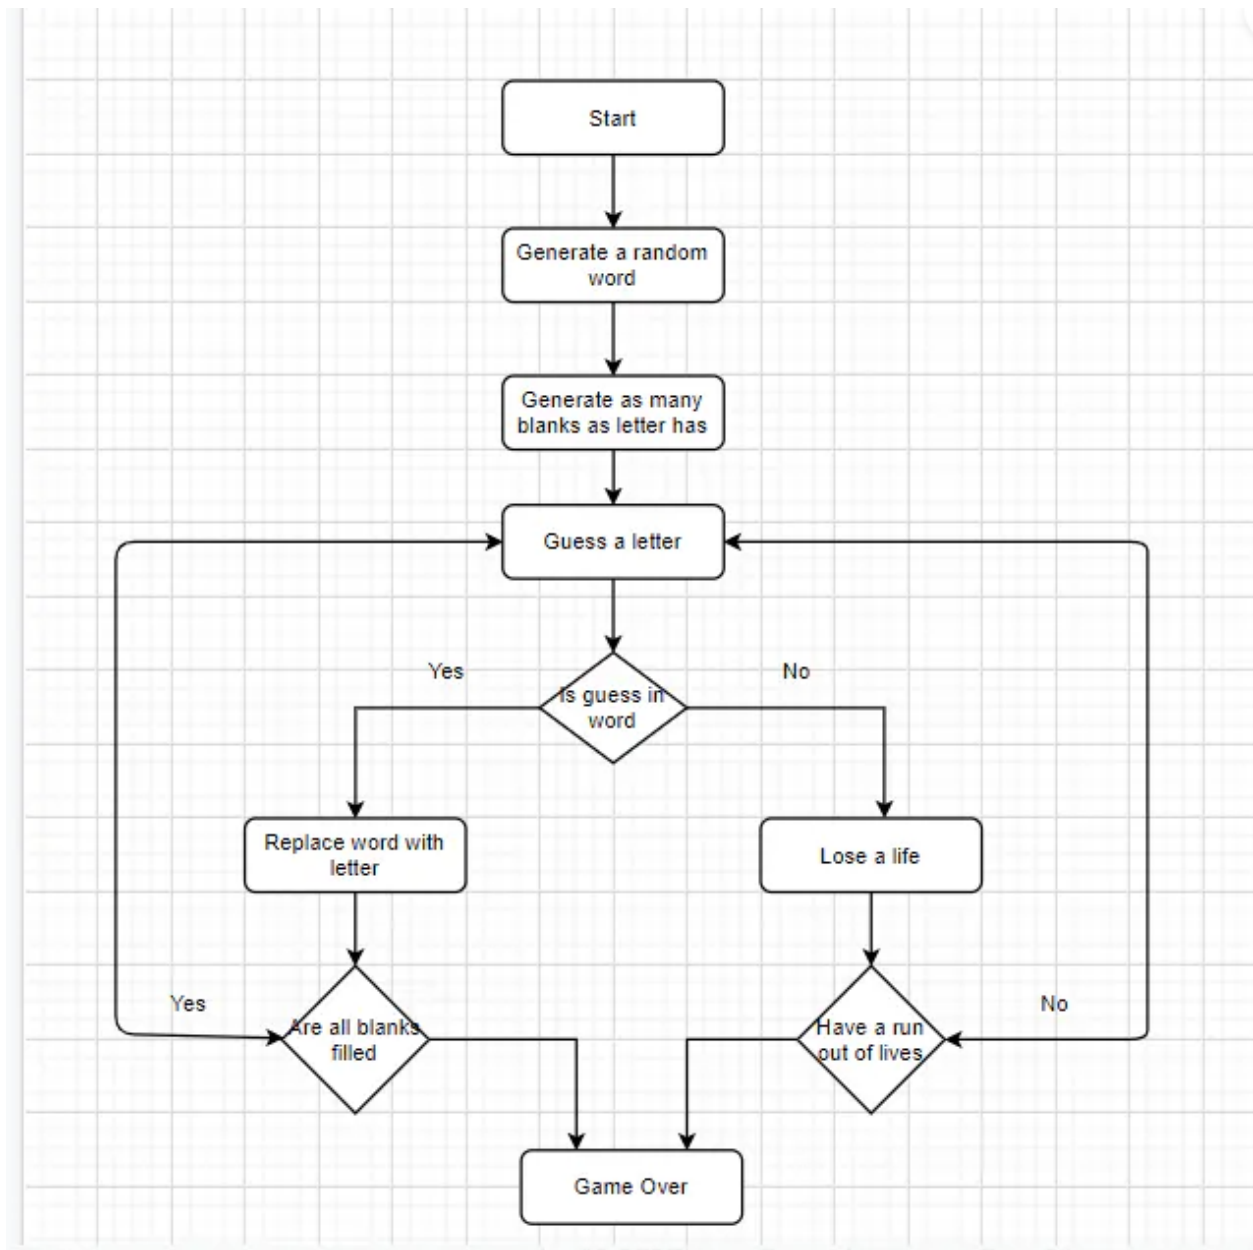 Start
Generate a random
word
Generate as many
blanks as letter has
Guess a letter
Yes
No
Is guess in
word
Replace word with
letter
Lose a life
Yes
No
Are all blanks
filled
Have a run
out of lives
Game Over